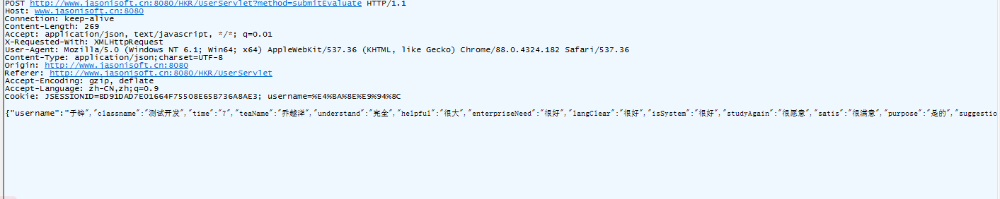 POST http://www.jasonisoft.cn:8080/HKR/UserServlet?method=submitEvaluate HTTP/1.1
Host: www.jasonisoft.cn:8080
Connection: keep-alive
Content-Length: 269
Accept: application/json, text/javascript, */*; q=0.01
X-Requested-With: XMLHttpRequest
User-Agent: Mozilla/5.0 (Windows NT 6.1; Win64; x64) AppleWebKit/537.36 (KHTML, like Gecko) Chrome/88.0.4324.182 Safari/537.36
Content-Type: application/json;charset=UTF-8
Origin: http://www.jasonisoft.cn:8080
Referer: http://www.jasonisoft.cn:8080/HKR/UserServlet
Accept-Encoding: gzip, deflate
Accept-Language: zh-CN,zh;q=0.9
Cookie: JSESSIONID=BD91DAD7E01664F75508E65B736A8AE3; username=%E4%BA%8E%E9%94%8C
{"username":"于锌","classname":"测试开发","time":"7","teaName":"乔越洋","understand":"完全","helpful":"很大","enterpriseNeed":"很好","langClear":"很好","isSystem":"很好","studyAgain":"很愿意","satis":"很满意","purpose":"是的","suggestio